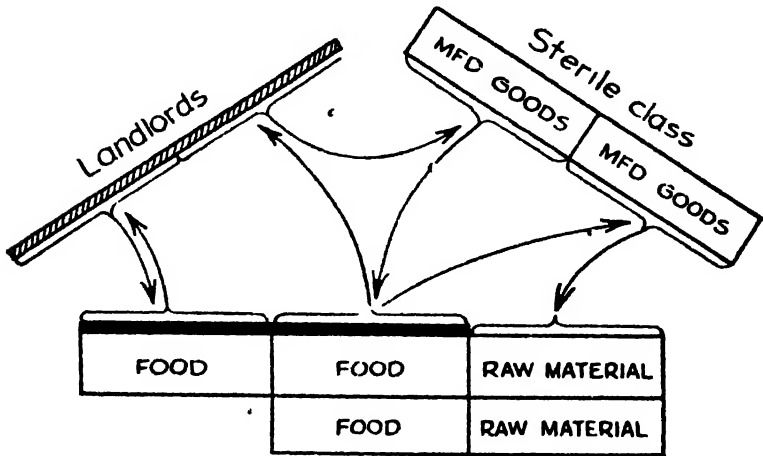 Landlords
Sterile class
MFD GOODS
MFD GOODS
FOOD
FOOD
RAW MATERIAL
FOOD
RAW MATERIAL